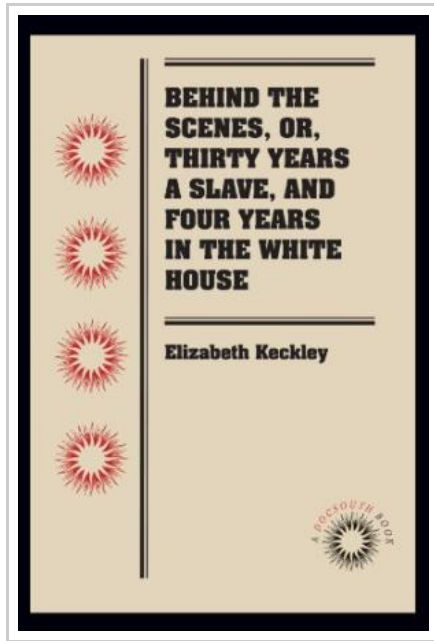 BEHIND THE
SCENES, OR,
THIRTY YEARS
A SLAVE, AND
FOUR YEARS
IN THE WHITE
HOUSE
Elizabeth Keckley
A DOCSOUTH BOOK